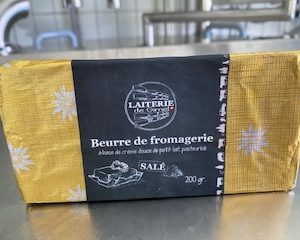 LAITERIE
Beurre de fromagerie
à base de crème douce de petit-lait pasteurisé
SALÉ
200 gr.